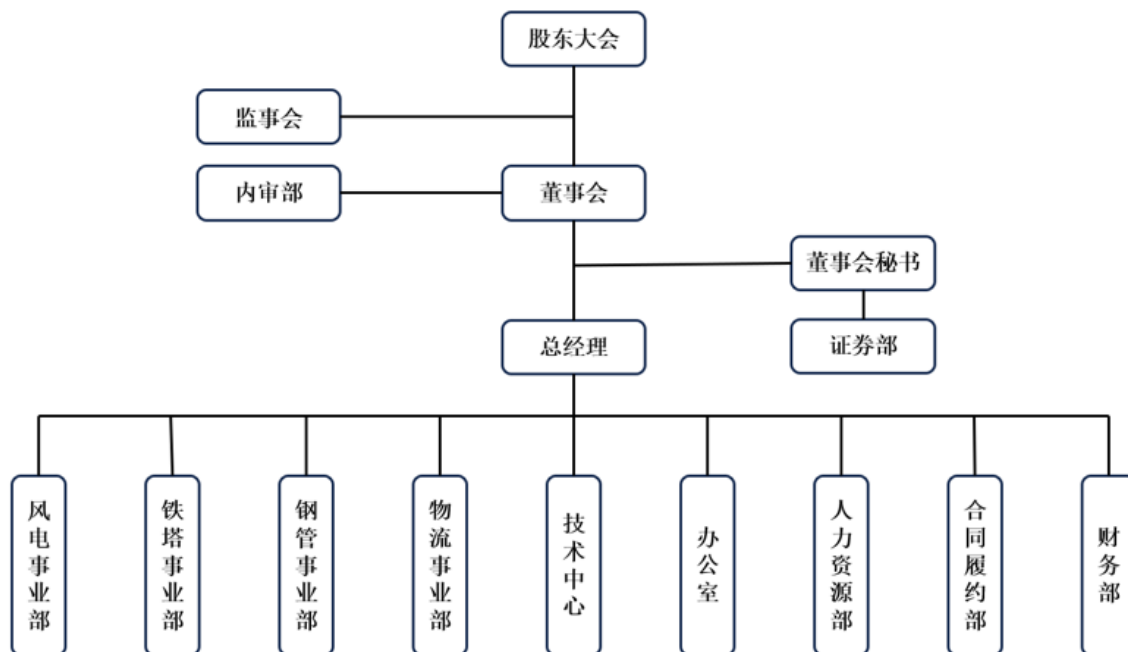 股东大会
监事会
内审部
董事会
董事会秘书
总经理
证券部
风电事业部
铁塔事业部
钢管事业部
物流事业部
技术中心
办公室
人力资源部
合同履约部
财务部